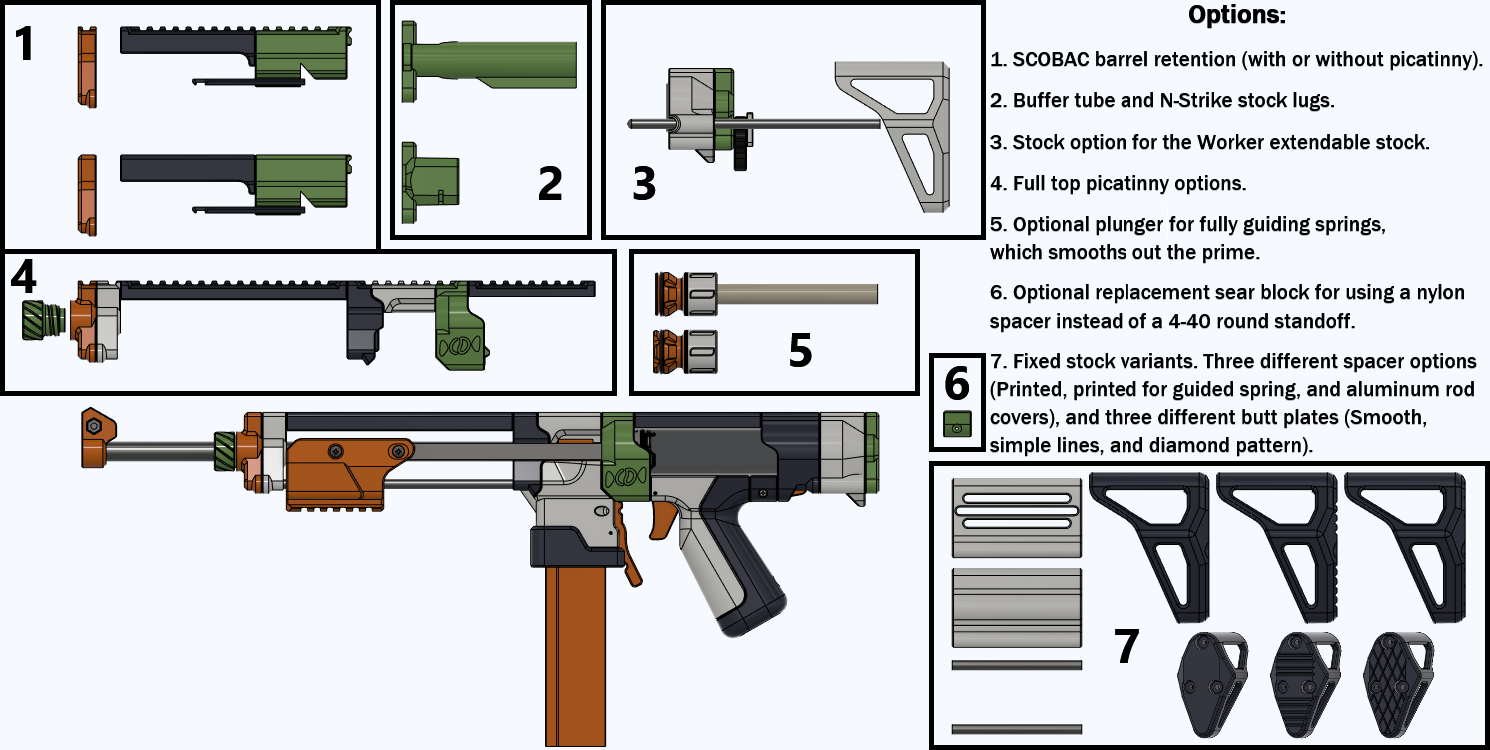 Options:
1. SCOBAC barrel retention (with or without picatinny).
2. Buffer tube and N-Strike stock lugs.
3. Stock option for the Worker extendable stock.
4. Full top picatinny options.
5. Optional plunger for fully guiding springs,
which smooths out the prime.
6. Optional replacement sear block for using a nylon
spacer instead of a 4-40 round standoff.
7. Fixed stock variants. Three different spacer options
(Printed, printed for guided spring, and aluminum rod
covers), and three different butt plates (Smooth,
simple lines, and diamond pattern).
1
2
3
4
5
6
7